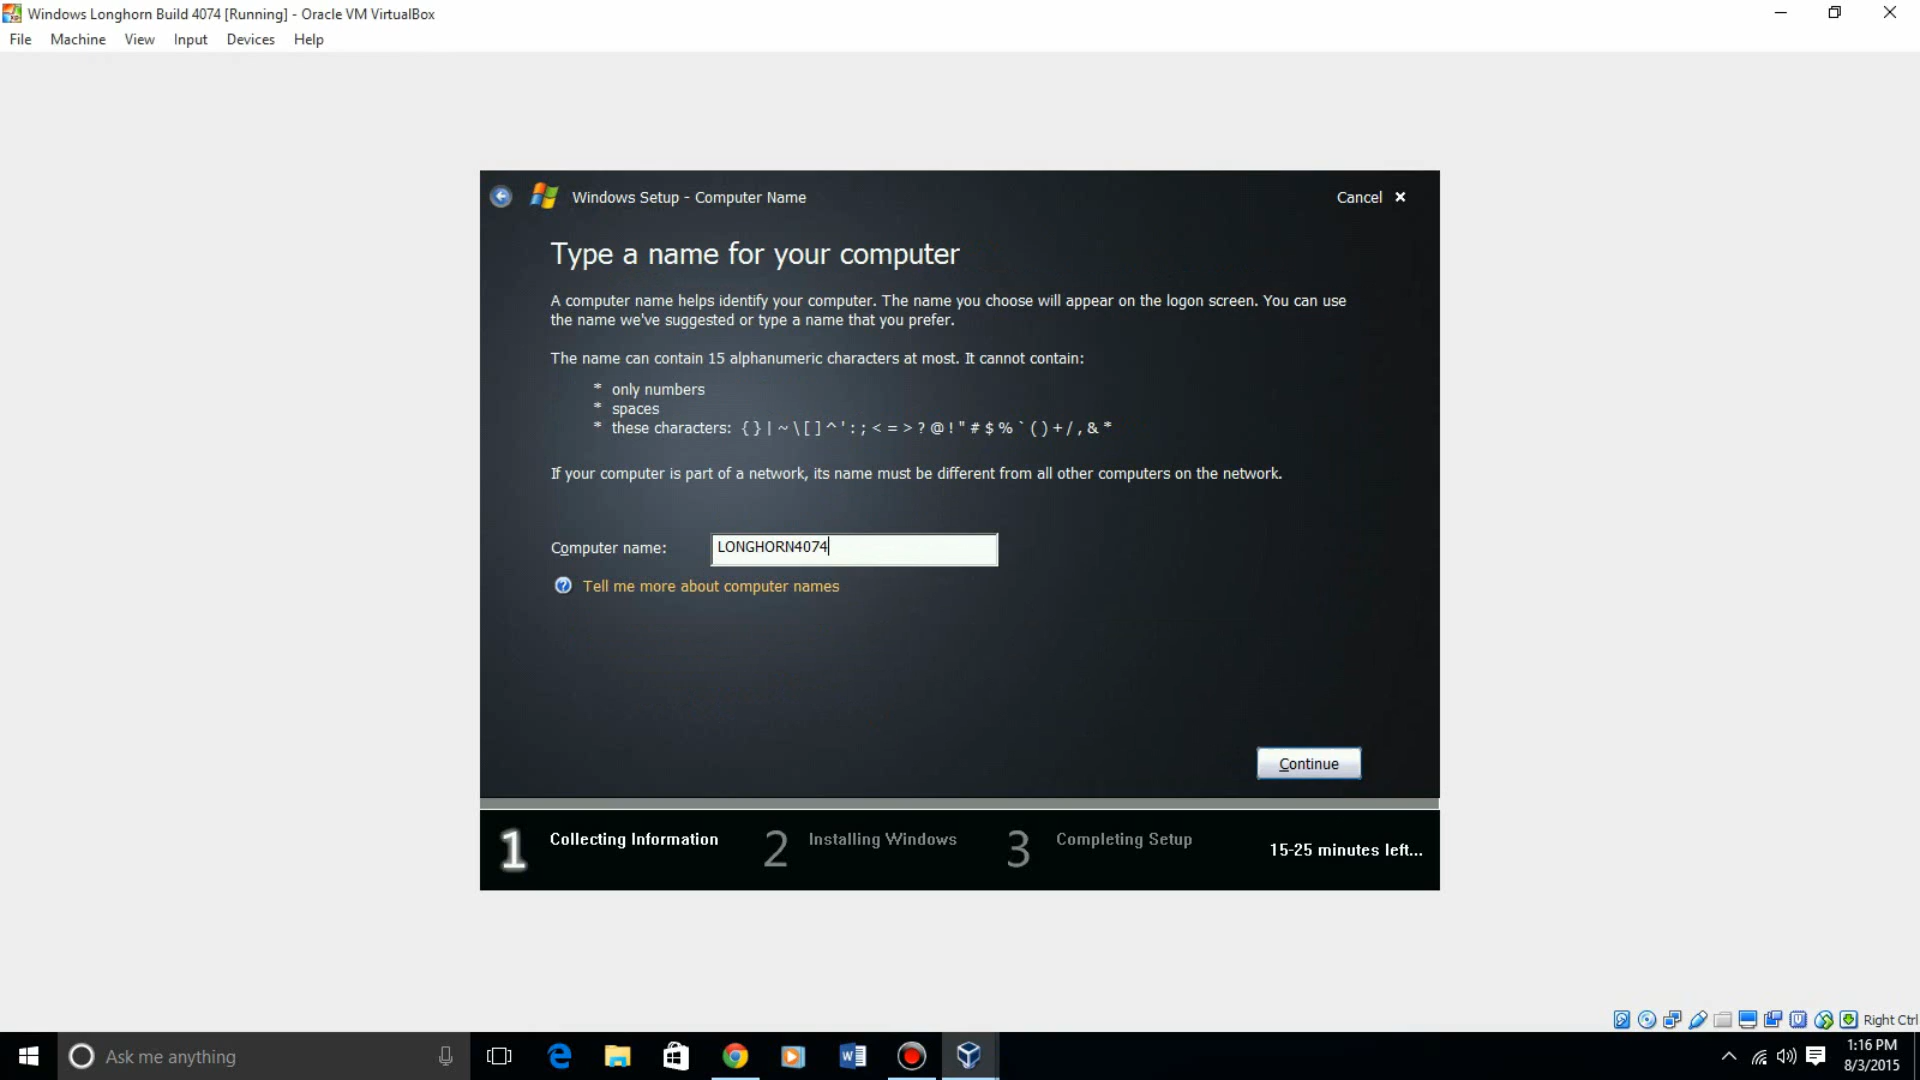 Windows Longhorn Build 4074 [Running] - Oracle VM VirtualBox
File Machine View Input Devices Help
Windows Setup - Computer Name
Cancel
Type a name for your computer
A computer name helps identify your computer. The name you choose will appear on the logon screen. You can use
the name we've suggested or type a name that you prefer.
The name can contain 15 alphanumeric characters at most. It cannot contain:
* only numbers
* spaces
* these characters: { } | ~ \ [ ] ^ ' : ; < = > ? @ ! " # $ % ` ( ) + / , & *
If your computer is part of a network, its name must be different from all other computers on the network.
Computer name: LONGHORN4074
Tell me more about computer names
Continue
1 Collecting Information 2 Installing Windows 3 Completing Setup 15-25 minutes left...
Right Ctrl
Ask me anything
1:16 PM
8/3/2015